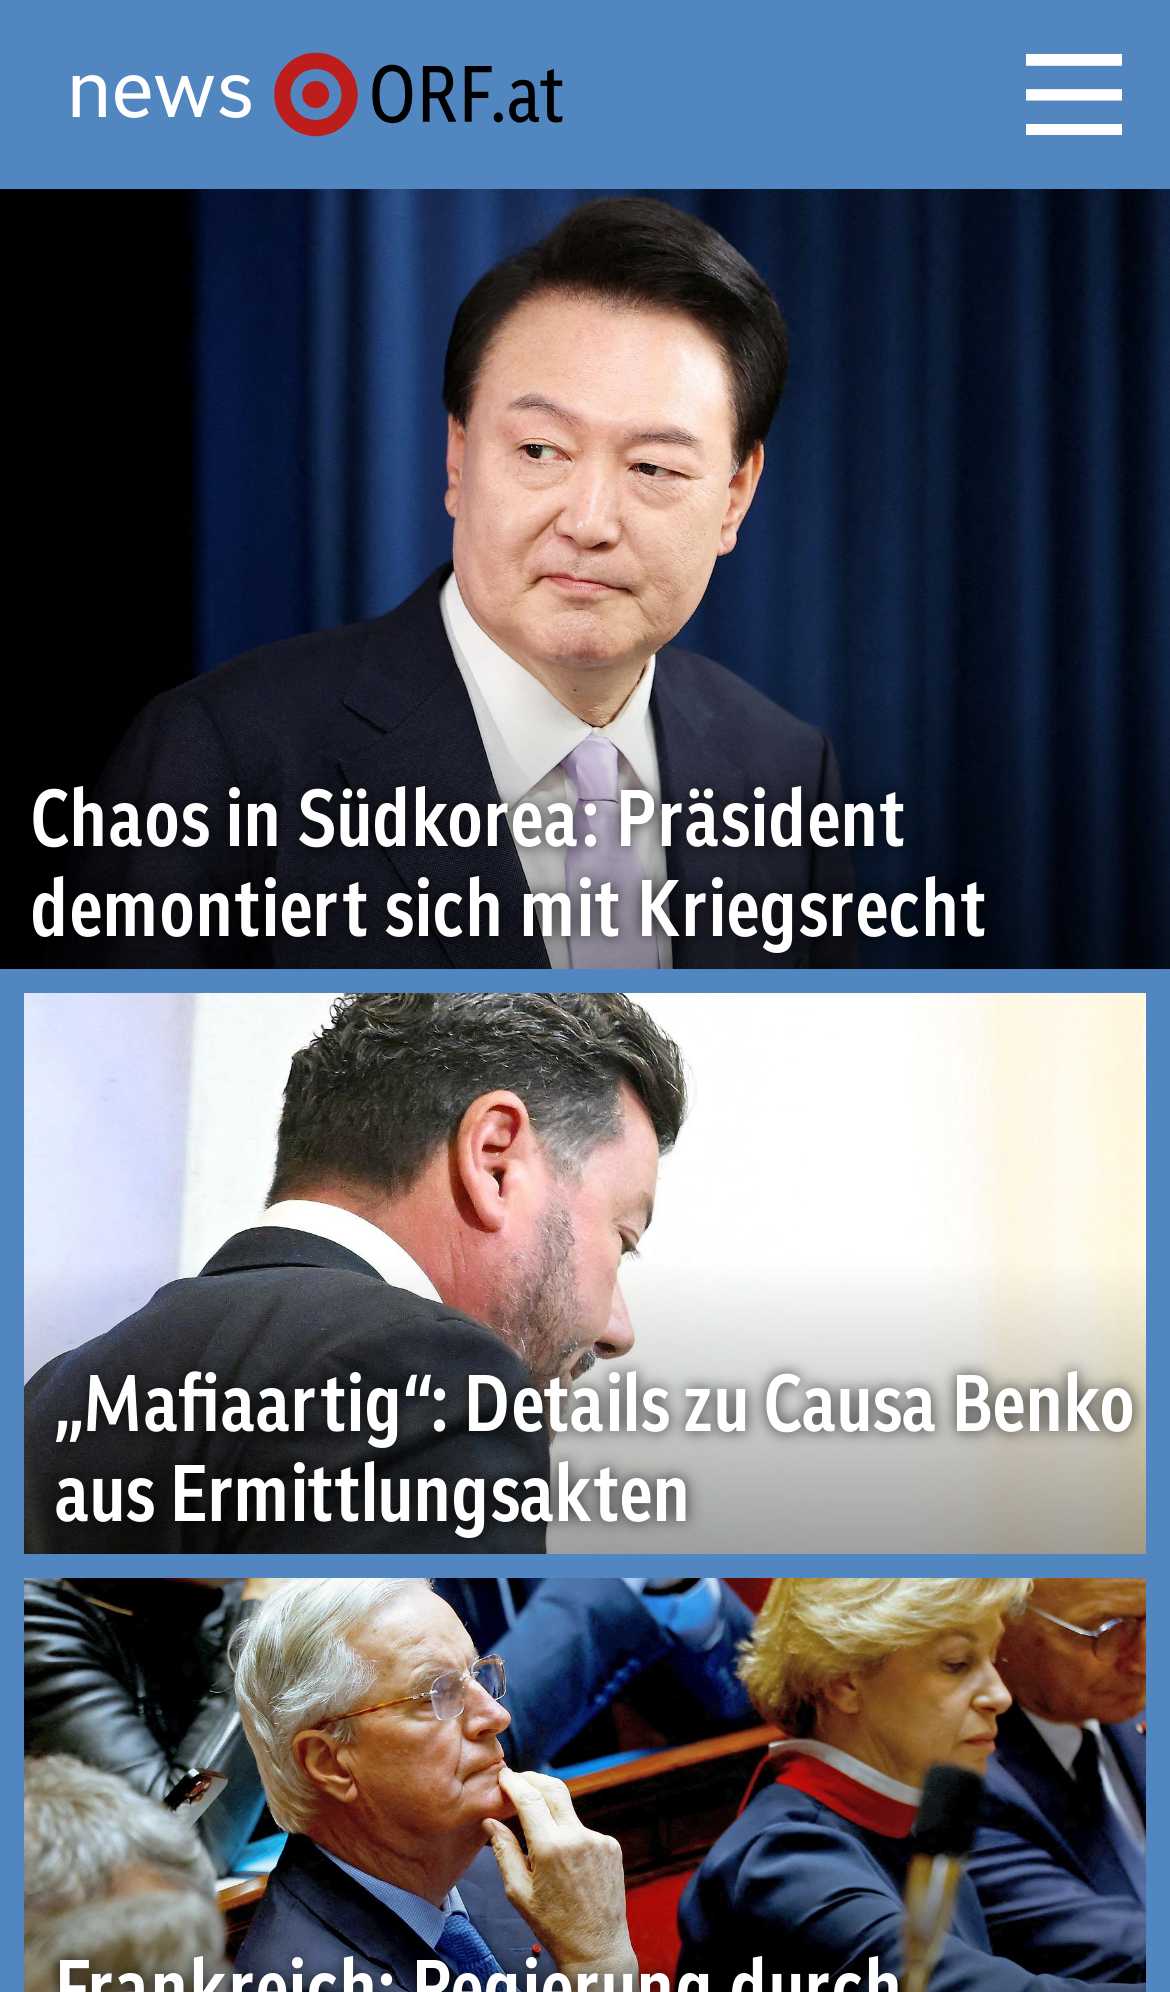 news ORF.at
Chaos in Südkorea: Präsident
demontiert sich mit Kriegsrecht
„Mafiaartig“: Details zu Causa Benko
aus Ermittlungsakten
Frankreich: Regierung durch